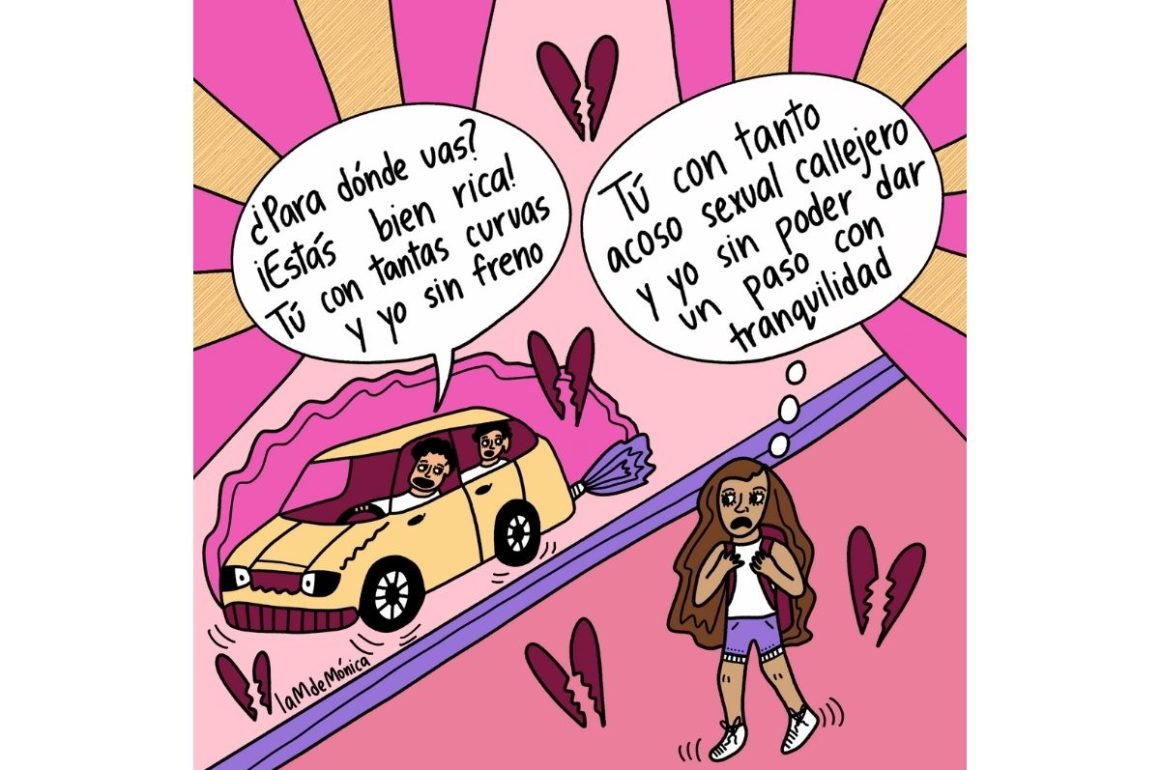 ¿Para dónde vas?
¡Estás bien rica!
Tú con tantas curvas
y yo sin freno
Tú con tanto
acoso sexual callejero
y yo sin poder dar
un paso con
tranquilidad
laMdeMónica